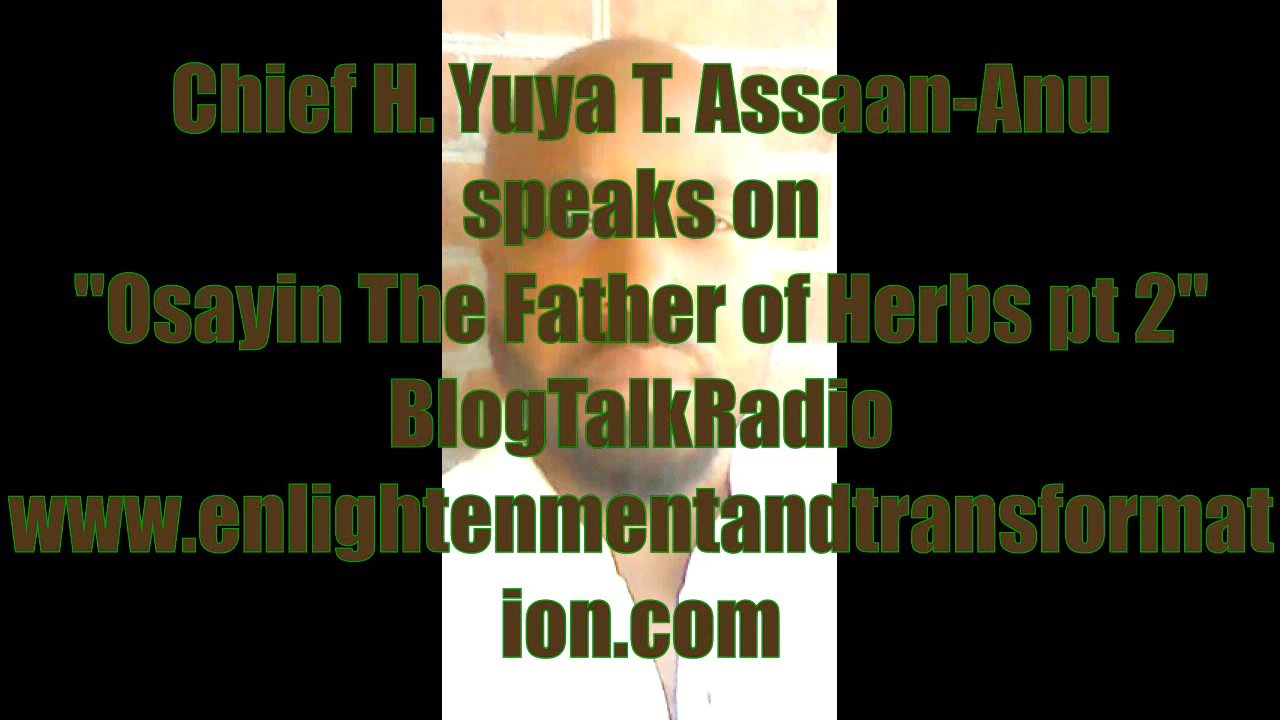 Chief H. Yuya T. Assaan-Anu
speaks on
"Osayin The Father of Herbs pt 2"
BlogTalkRadio
www.enlightenmentandtransformat
ion.com